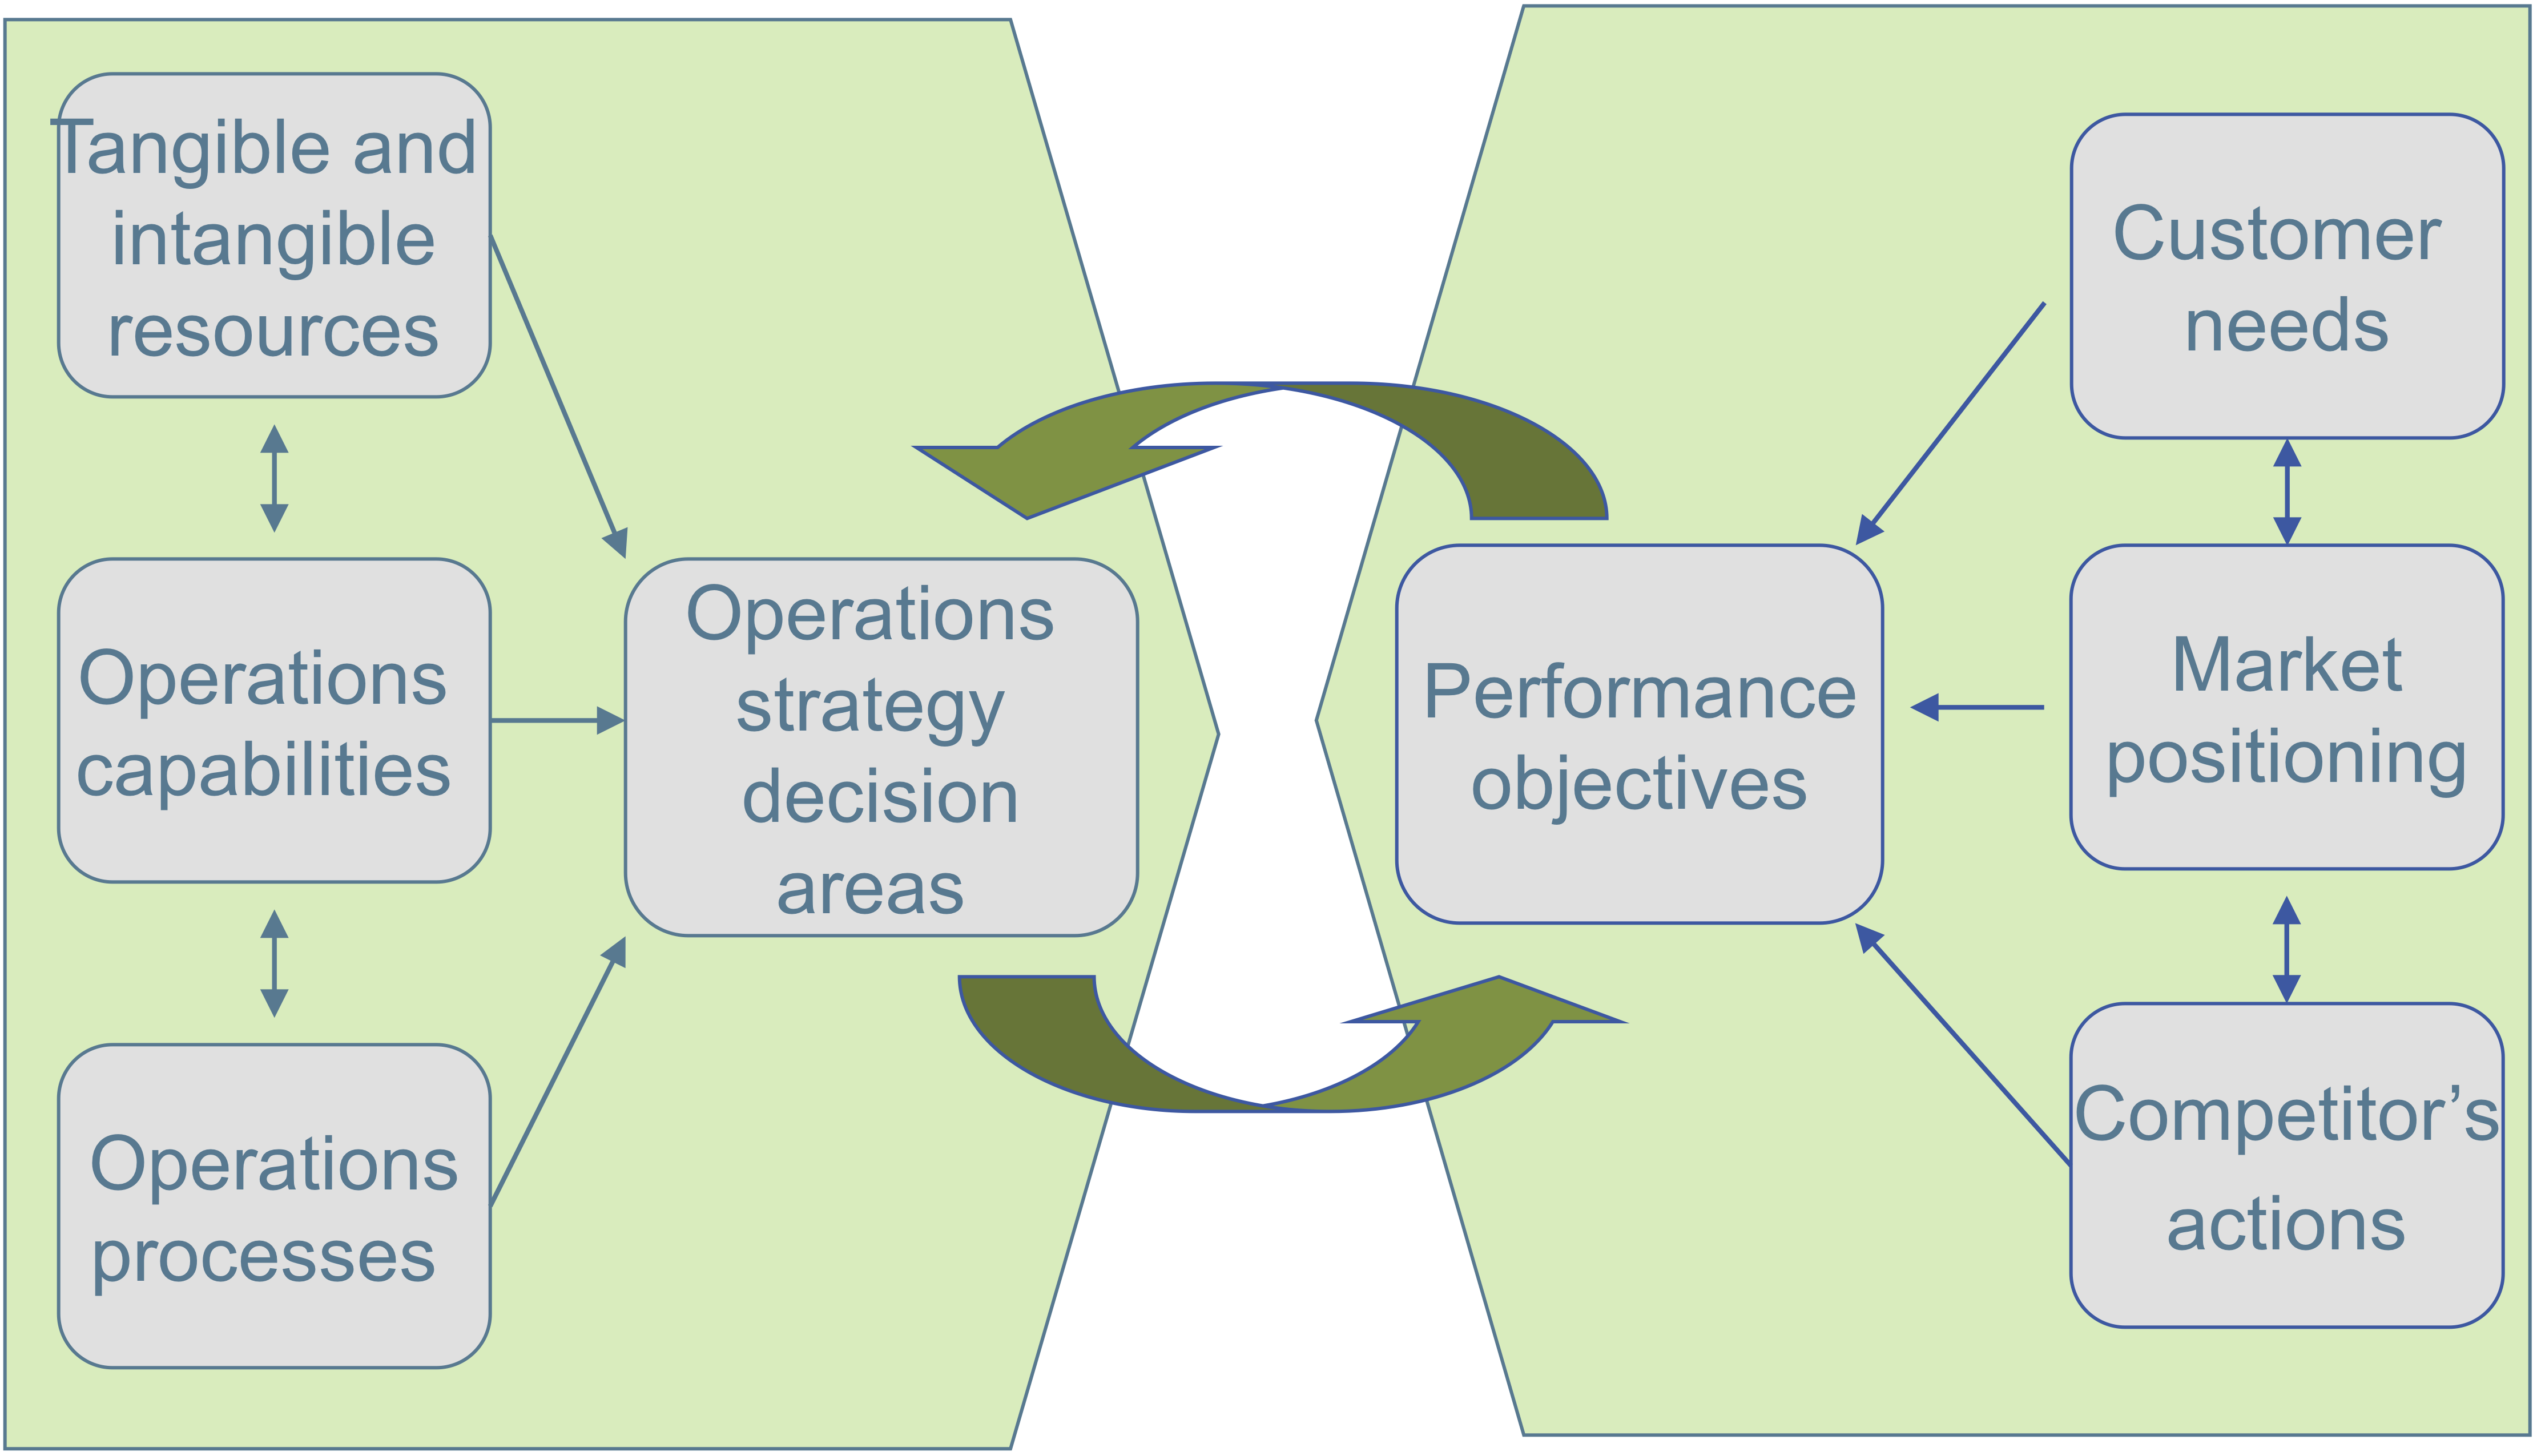 Tangible and
intangible
resources
Operations
capabilities
Operations
processes
Operations
strategy
decision
areas
Performance
objectives
Customer
needs
Market
positioning
Competitor’s
actions